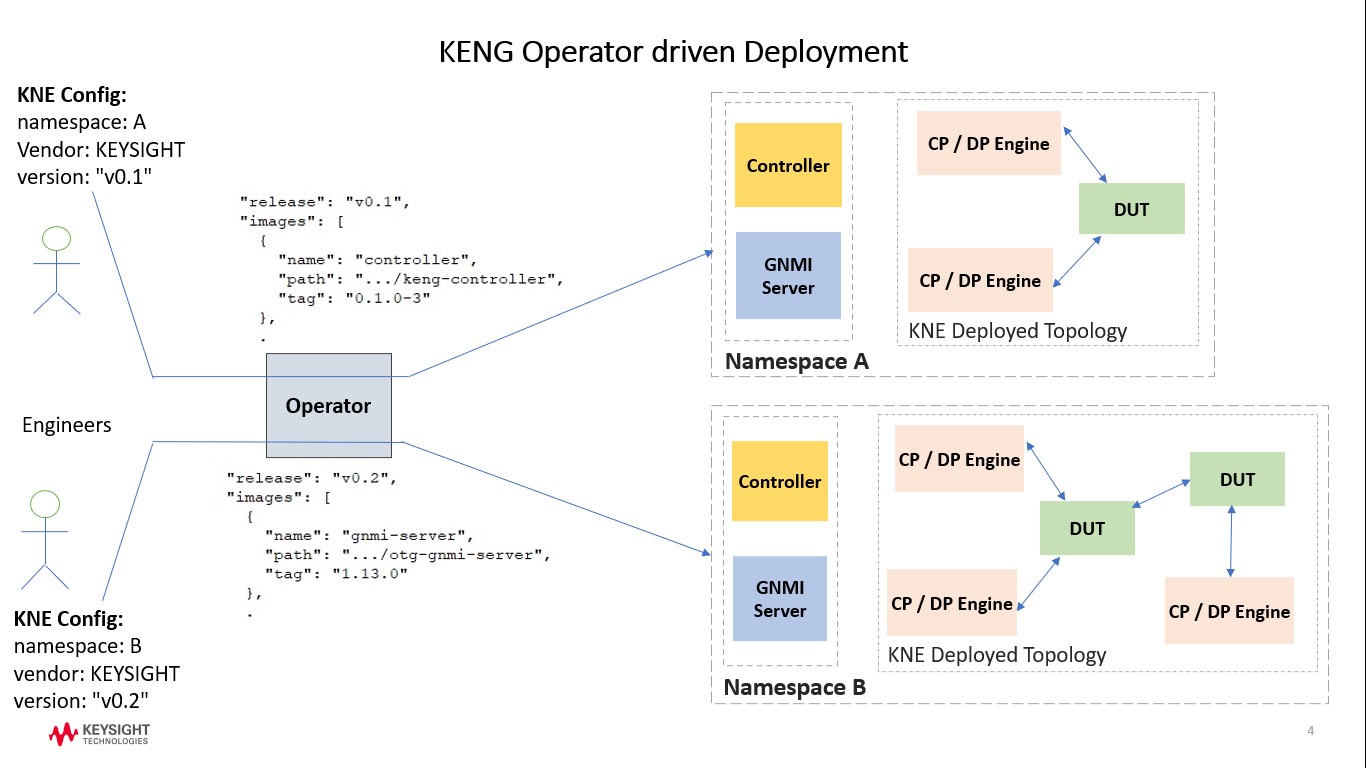 KENG Operator driven Deployment
KNE Config:
namespace: A
Vendor: KEYSIGHT
version: "v0.1"
"release": "v0.1",
"images": [
{
"name": "controller",
"path": ".../keng-controller",
"tag": "0.1.0-3"
},
.
Operator
Engineers
"release": "v0.2",
"images": [
{
"name": "gnmi-server",
"path": ".../otg-gnmi-server",
"tag": "1.13.0"
},
.
KNE Config:
namespace: B
vendor: KEYSIGHT
version: "v0.2"
Controller
GNMI
Server
Namespace A
CP / DP Engine
DUT
CP / DP Engine
KNE Deployed Topology
Controller
GNMI
Server
Namespace B
CP / DP Engine
DUT
DUT
CP / DP Engine
CP / DP Engine
KNE Deployed Topology
KEYSIGHT
TECHNOLOGIES
4